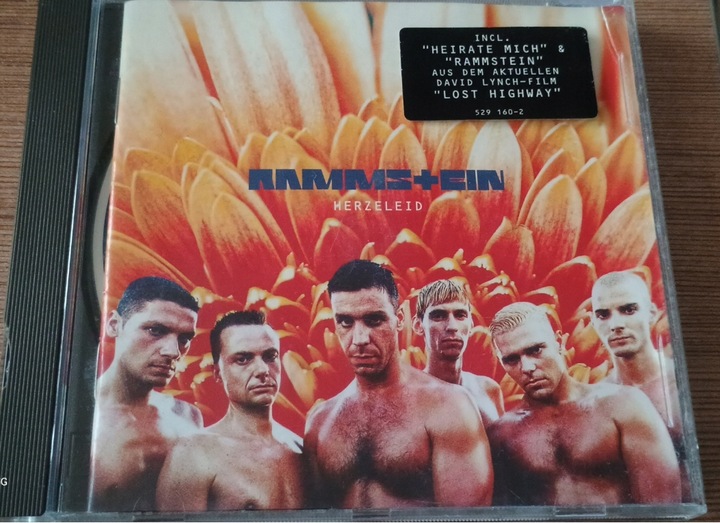 INCL.
"HEIRATE MICH" &
"RAMMSTEIN"
AUS DEM AKTUELLEN
DAVID LYNCH-FILM
"LOST HIGHWAY"
529 160-2
RAMMSTEIN
HERZELEID
G